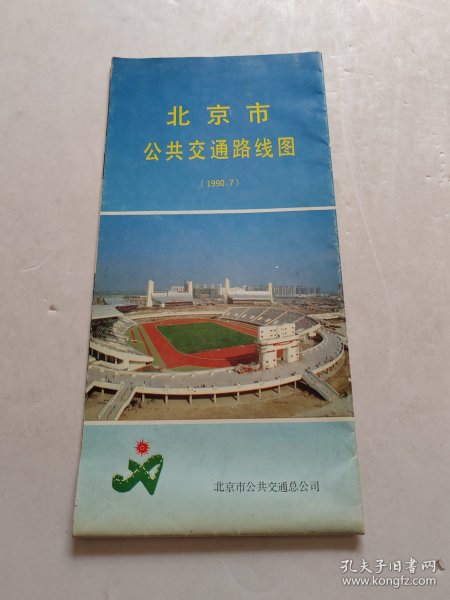 北京市
公共交通路线图
(1990.7)
北京市公共交通总公司
孔夫子旧书网
www.kongfz.com